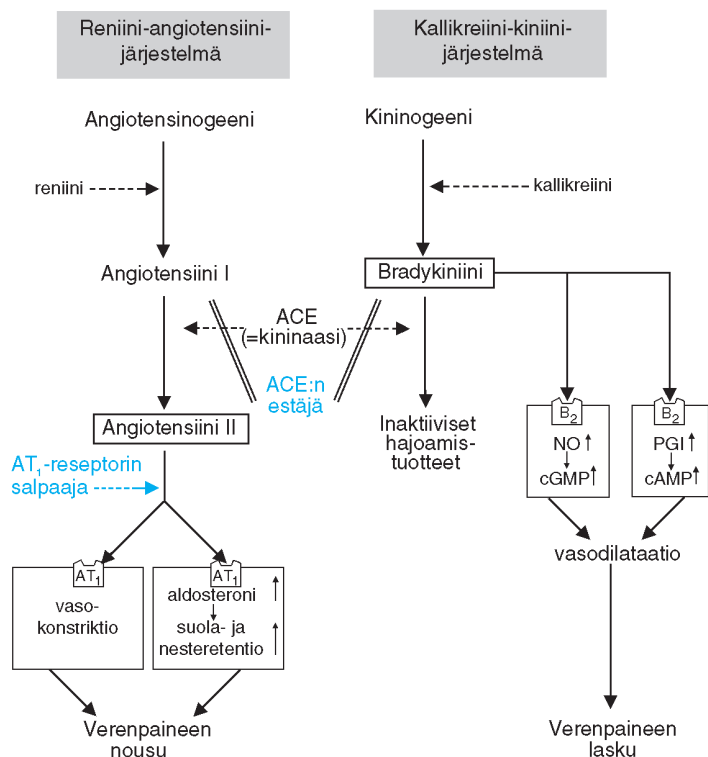 Reniini-angiotensiini-
järjestelmä
Kallikreiini-kiniini-
järjestelmä
Angiotensinogeeni
Kininogeeni
reniini
kallikreiini
Angiotensiini I
Bradykiniini
ACE
(=kininaasi)
ACE:n
estäjä
Angiotensiini II
Inaktiiviset
hajoamis-
tuotteet
B₂
NO
cGMP
B₂
PGI
cAMP
AT₁-reseptorin
salpaaja
vasodilataatio
AT₁
vaso-
konstriktio
AT₁
aldosteroni
suola- ja
nesteretentio
Verenpaineen
nousu
Verenpaineen
lasku